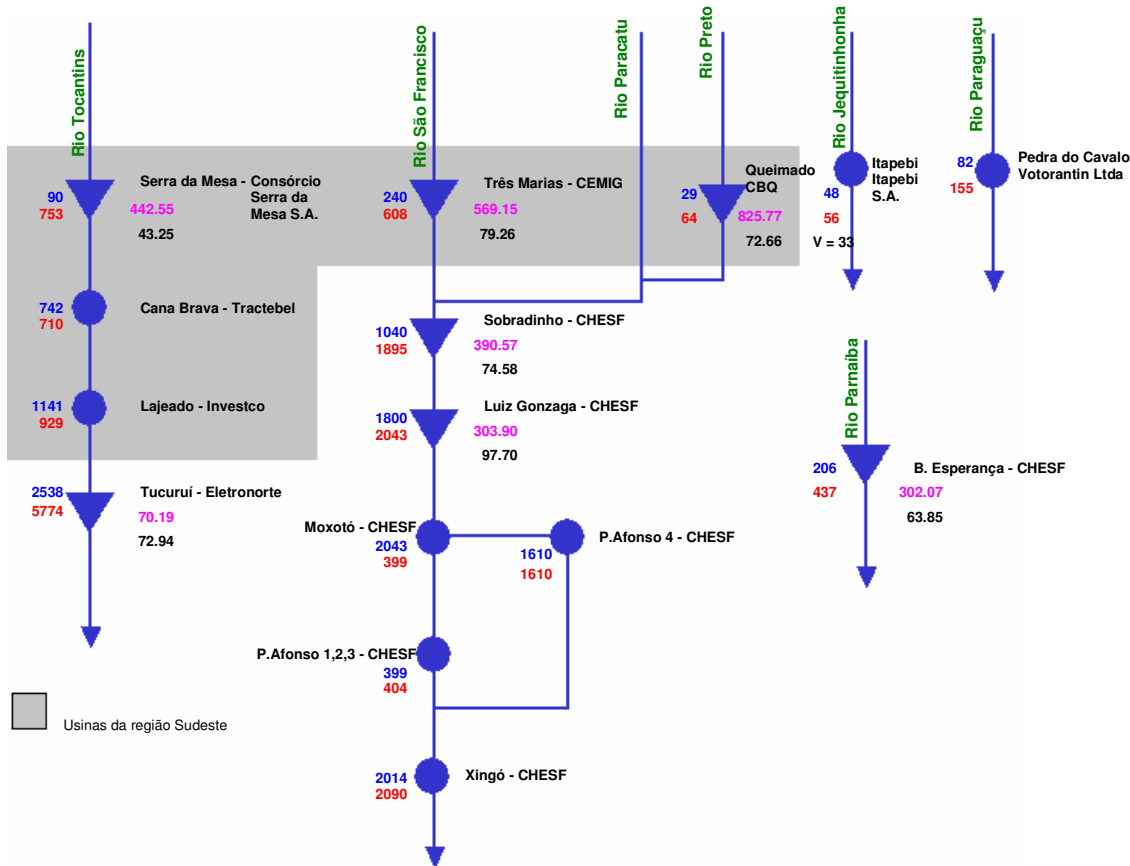 Rio Tocantins
90
753
Serra da Mesa - Consórcio
Serra da
Mesa S.A.
442.55
43.25
742
710
Cana Brava - Tractebel
1141
929
Lajeado - Investco
2538
5774
Tucuruí - Eletronorte
70.19
72.94
Usinas da região Sudeste
Rio São Francisco
240
608
Três Marias - CEMIG
569.15
79.26
Rio Paracatu
Rio Preto
29
64
Queimado
CBQ
825.77
72.66
1040
1895
Sobradinho - CHESF
390.57
74.58
1800
2043
Luiz Gonzaga - CHESF
303.90
97.70
Moxotó - CHESF
2043
399
P.Afonso 4 - CHESF
1610
1610
P.Afonso 1,2,3 - CHESF
399
404
2014
2090
Xingó - CHESF
Rio Jequitinhonha
48
56
V = 33
Itapebi
Itapebi
S.A.
Rio Paraguaçu
82
155
Pedra do Cavalo
Votorantin Ltda
Rio Parnaíba
206
437
B. Esperança - CHESF
302.07
63.85